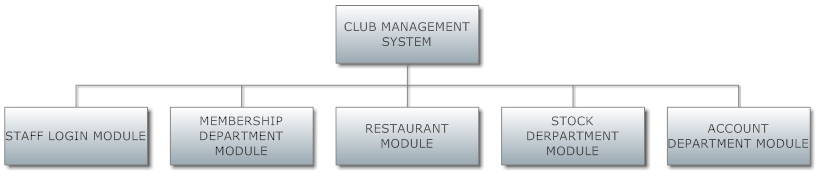 CLUB MANAGEMENT
SYSTEM
STAFF LOGIN MODULE
MEMBERSHIP
DEPARTMENT
MODULE
RESTAURANT
MODULE
STOCK
DERPARTMENT
MODULE
ACCOUNT
DEPARTMENT MODULE